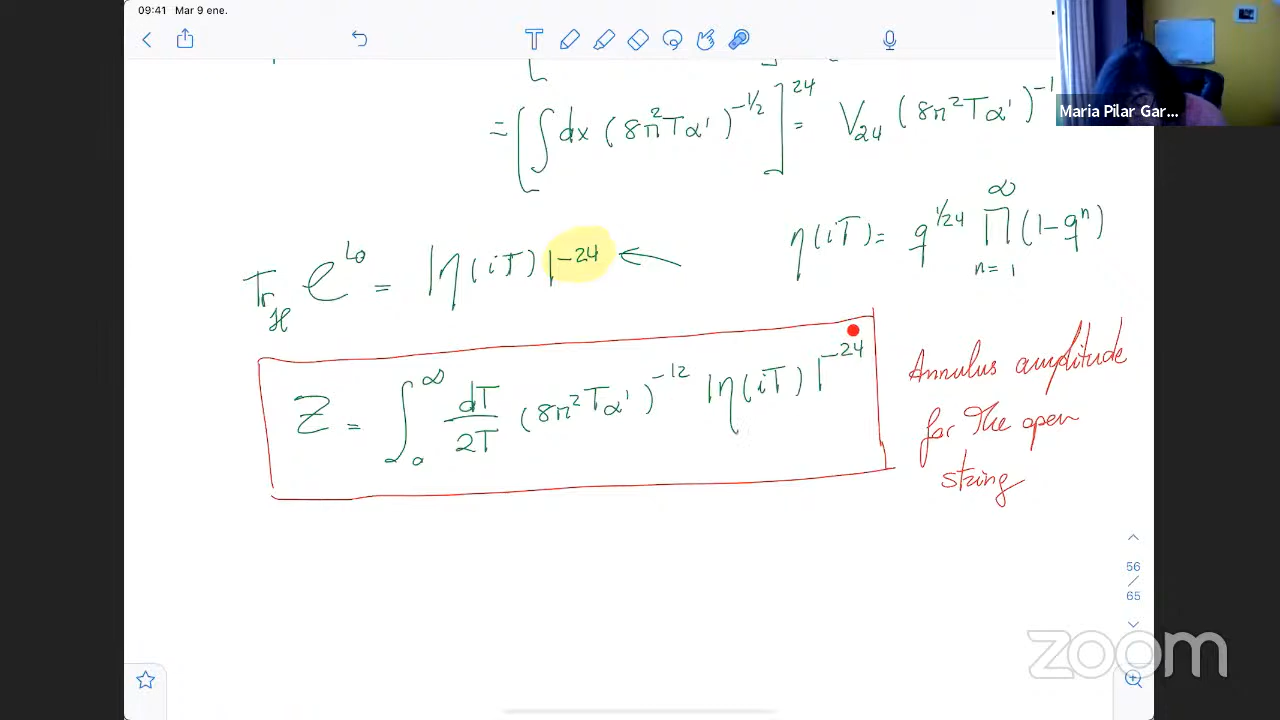 09:41 Mar 9 ene.
Maria Pilar Gar...
= [∫ dx (8π²Tα')^{-1/2}]^{24} = V_{24} (8π²Tα')^{-1
Tr_H e^{L_0} = |η(iT)|^{-24} ←
η(iT) = q^{1/24} ∏_{n=1}^{∞} (1-q^n)
Z = ∫_0^∞ dT/2T (8π²Tα')^{-12} |η(iT)|^{-24}
Annulus amplitude
for the open
string
56
/
65
zoom